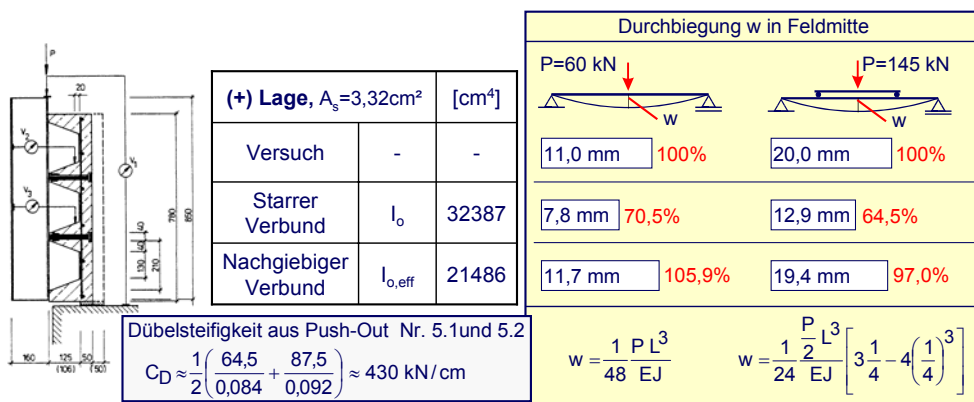 P
20
V₂
V₁
V₃
40
40
130
210
780
850
160
125
(106)
50
(50)
(+) Lage, Aₛ=3,32cm² [cm⁴]
Versuch - -
Starrer Verbund Iₒ 32387
Nachgiebiger Verbund Iₒ,eff 21486
Dübelsteifigkeit aus Push-Out Nr. 5.1und 5.2
C_D ≈ 1/2 (64,5/0,084 + 87,5/0,092) ≈ 430 kN/cm
Durchbiegung w in Feldmitte
P=60 kN P=145 kN
w w
11,0 mm 100% 20,0 mm 100%
7,8 mm 70,5% 12,9 mm 64,5%
11,7 mm 105,9% 19,4 mm 97,0%
w = 1/48 P L³/EJ w = 1/24 (P/2 L³)/EJ [3 1/4 − 4(1/4)³]